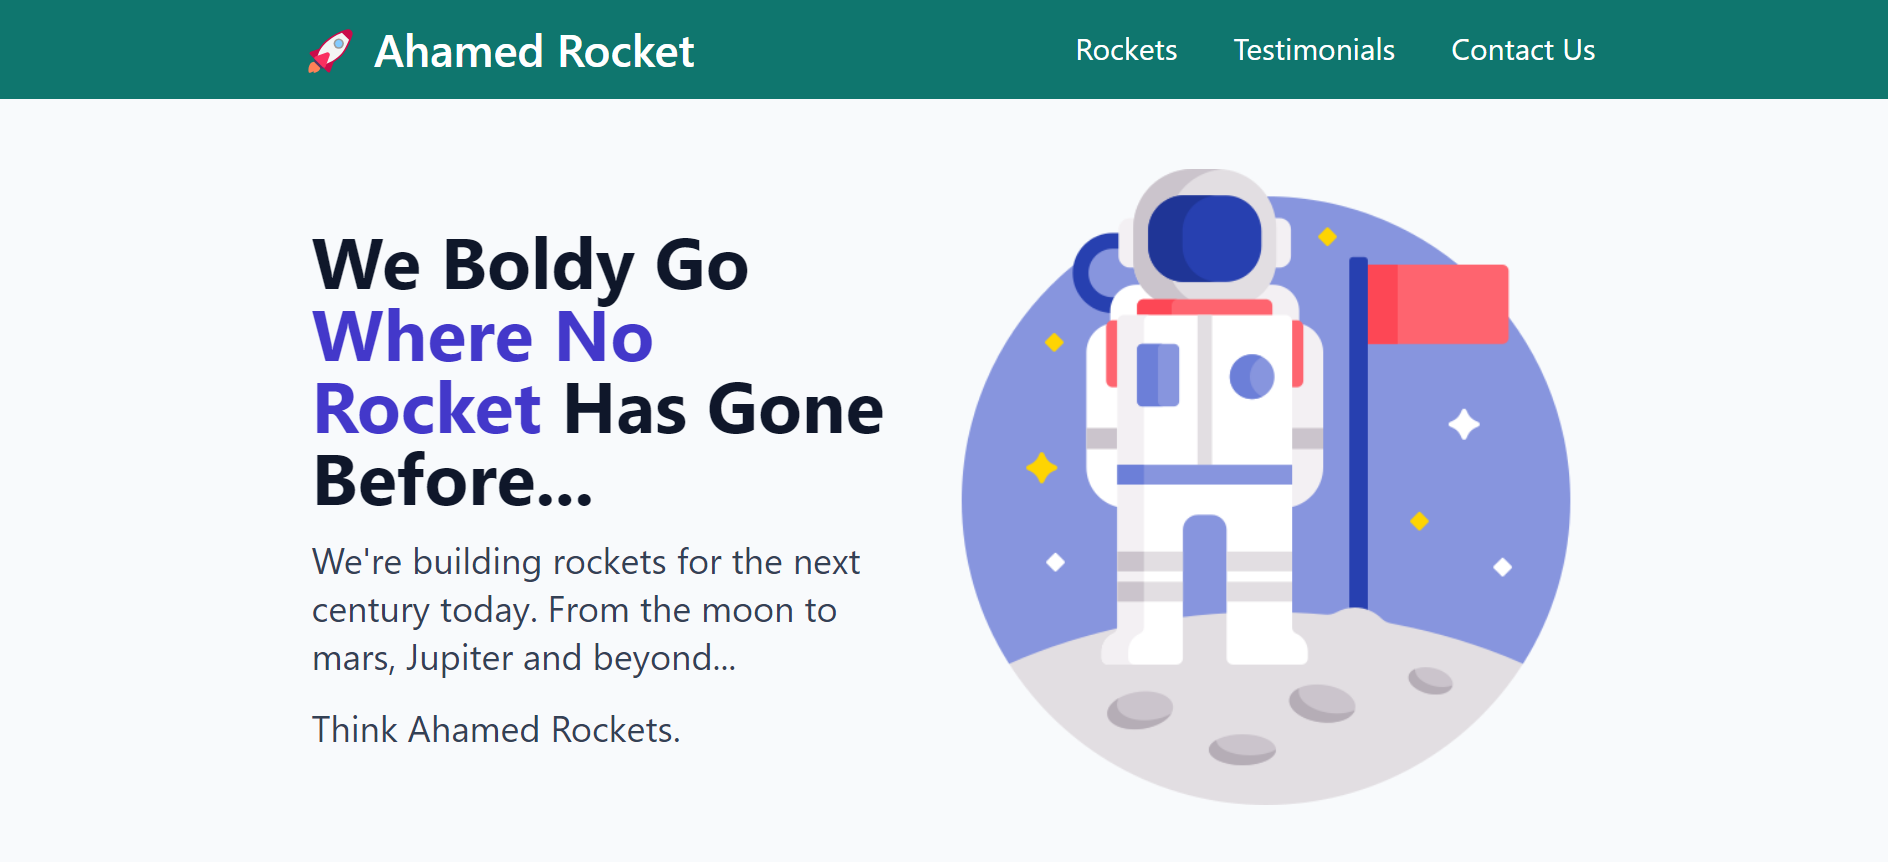 Ahamed Rocket
Rockets Testimonials Contact Us
We Boldy Go
Where No
Rocket Has Gone
Before...
We're building rockets for the next
century today. From the moon to
mars, Jupiter and beyond...
Think Ahamed Rockets.